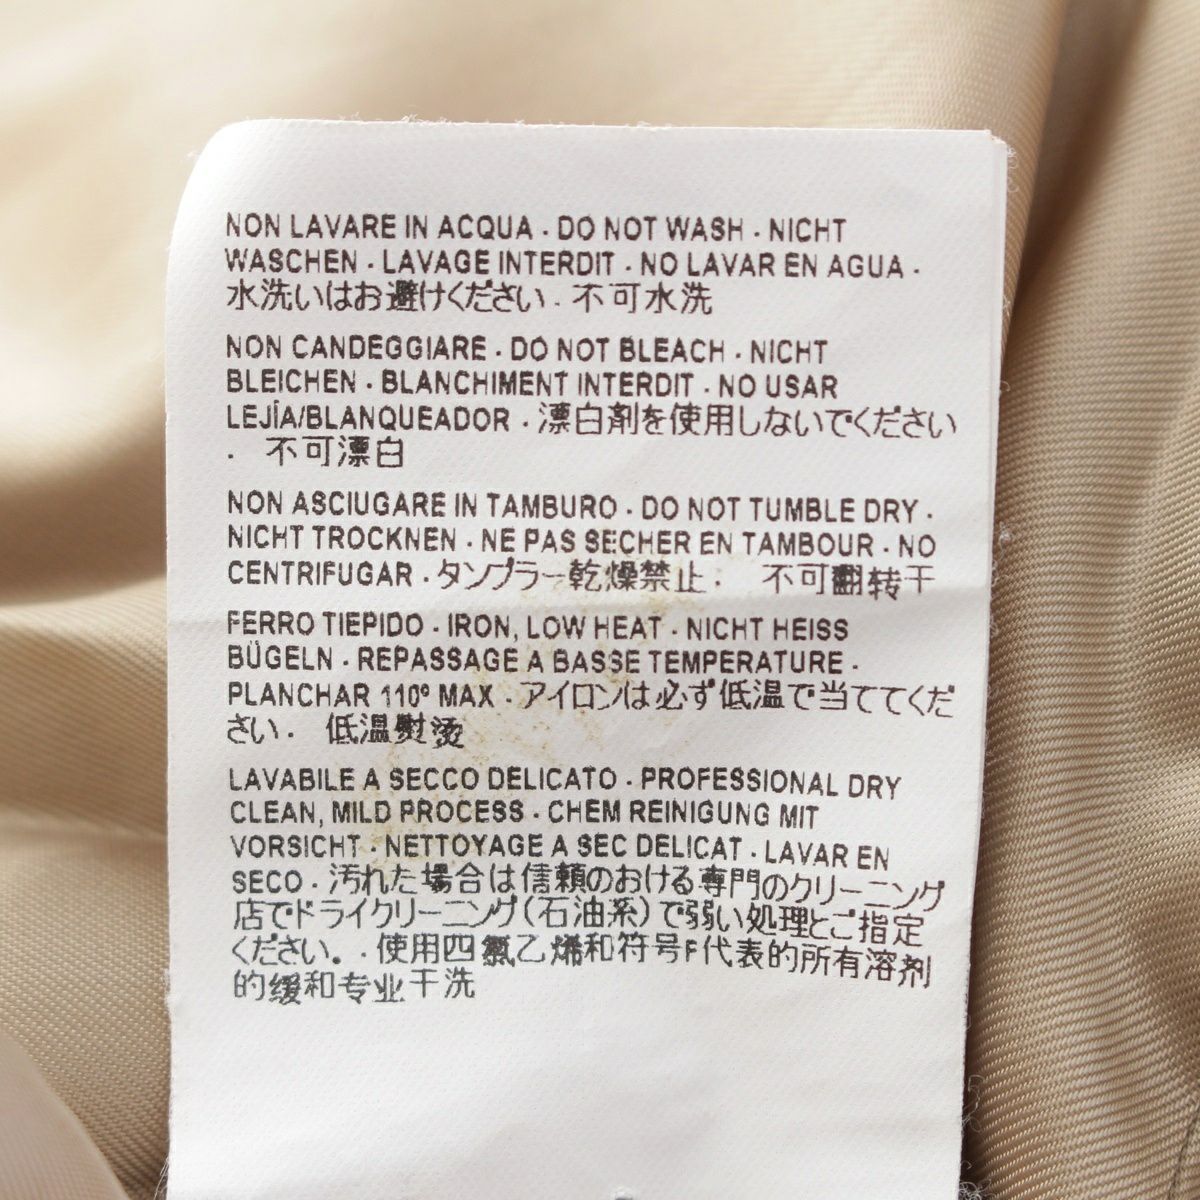 NON LAVARE IN ACQUA - DO NOT WASH - NICHT
WASCHEN - LAVAGE INTERDIT - NO LAVAR EN AGUA -
水洗いはお避けください . 不可水洗
NON CANDEGGIARE - DO NOT BLEACH - NICHT
BLEICHEN - BLANCHIMENT INTERDIT - NO USAR
LEJÍA/BLANQUEADOR - 漂白剤を使用しないでください
. 不可漂白
NON ASCIUGARE IN TAMBURO - DO NOT TUMBLE DRY -
NICHT TROCKNEN - NE PAS SECHER EN TAMBOUR - NO
CENTRIFUGAR - タンブラー乾燥禁止 . 不可翻转干
FERRO TIEPIDO - IRON, LOW HEAT - NICHT HEISS
BÜGELN - REPASSAGE A BASSE TEMPERATURE -
PLANCHAR 110º MAX - アイロンは必ず低温で当ててくだ
さい . 低温熨烫
LAVABILE A SECCO DELICATO - PROFESSIONAL DRY
CLEAN, MILD PROCESS - CHEM REINIGUNG MIT
VORSICHT - NETTOYAGE A SEC DELICAT - LAVAR EN
SECO - 汚れた場合は信頼のおける専門のクリーニング
店でドライクリーニング(石油系)で弱い処理とご指定
ください。. 使用四氯乙烯和符号F代表的所有溶剂
的缓和专业干洗